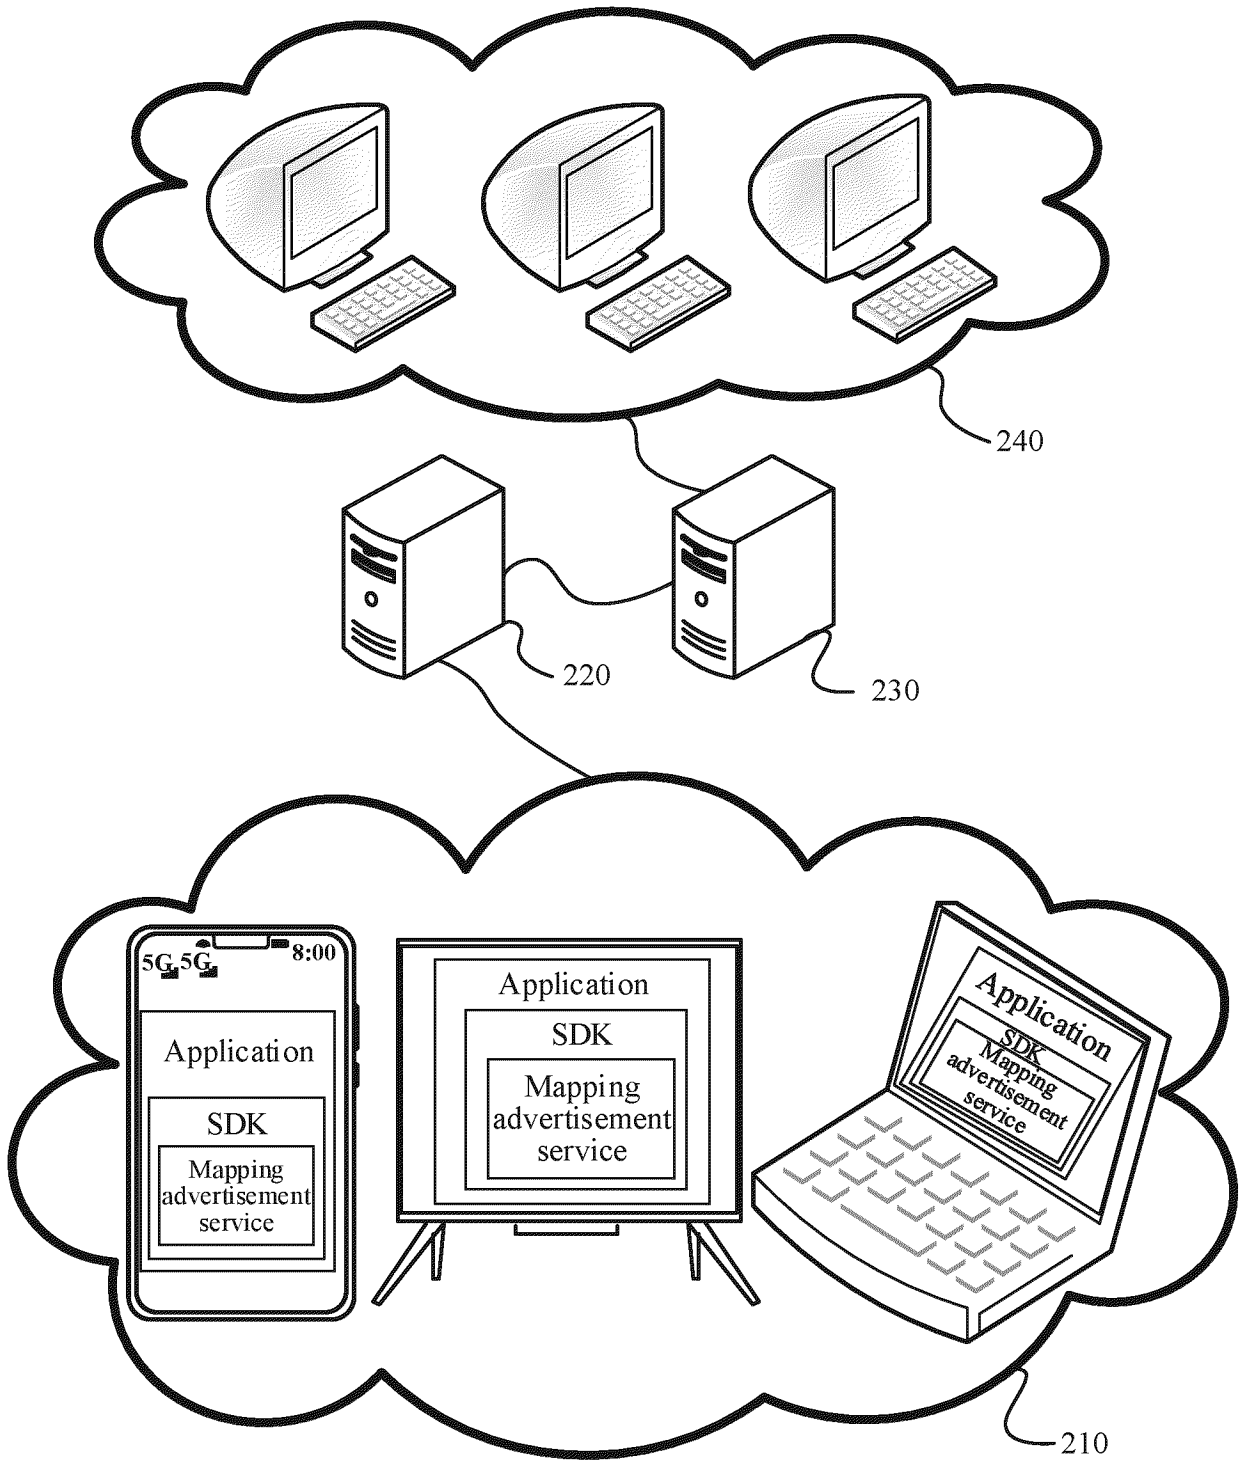 240
220
230
5G 5G 8:00
Application
SDK
Mapping
advertisement
service
Application
SDK
Mapping
advertisement
service
Application
SDK
Mapping
advertisement
service
210